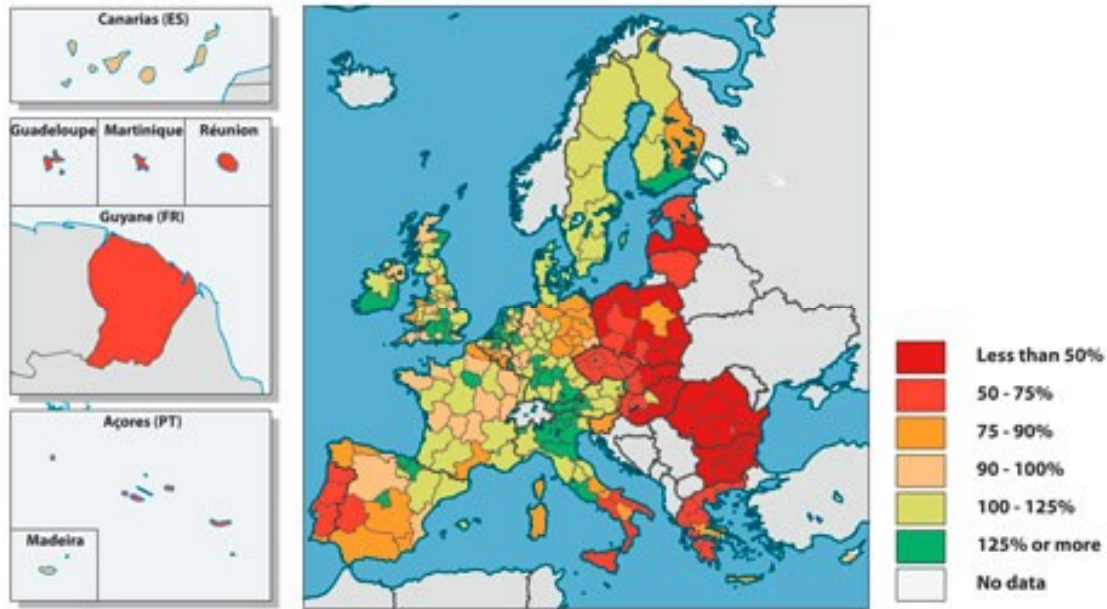 Canarias (ES)
Guadeloupe
Martinique
Réunion
Guyane (FR)
Açores (PT)
Madeira
Less than 50%
50 - 75%
75 - 90%
90 - 100%
100 - 125%
125% or more
No data